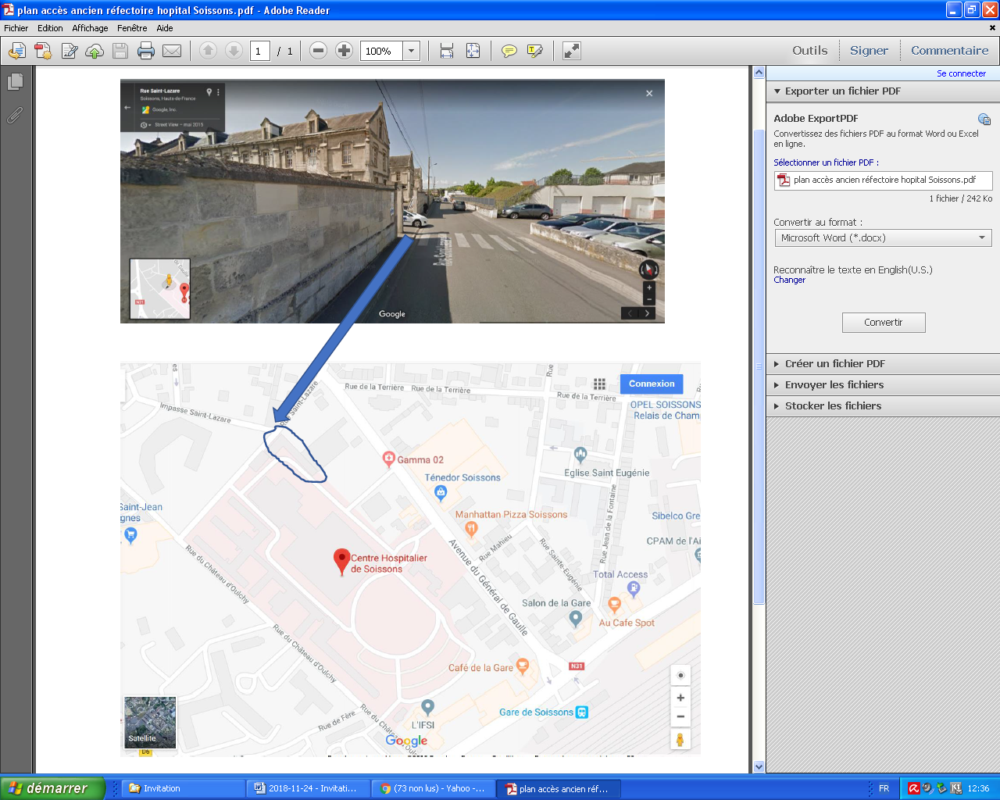 plan accès ancien réfectoire hopital Soissons.pdf - Adobe Reader
Fichier Edition Affichage Fenêtre Aide
1 / 1 100% Outils Signer Commentaire
Se connecter
Exporter un fichier PDF
Adobe ExportPDF
Convertissez des fichiers PDF au format Word ou Excel
en ligne.
Sélectionner un fichier PDF :
plan accès ancien réfectoire hopital Soissons.pdf
1 fichier / 242 Ko
Convertir au format :
Microsoft Word (*.docx)
Reconnaître le texte en English(U.S.)
Changer
Convertir
Créer un fichier PDF
Envoyer les fichiers
Stocker les fichiers
Rue Saint-Lazare
Soissons, Hauts-de-France
Google, Inc.
Street View - mai 2015
N31
Rue Saint-Lazare
Google
Connexion
Rue de la Terrière
Rue de la Terrière
Rue de la Terrière
Rue
OPEL SOISSONS
Relais de Champ
Impasse Saint-Lazare
Rue Saint-Lazare
Gamma 02
Eglise Saint Eugénie
Ténedor Soissons
Saint-Jean
gnes
Manhattan Pizza Soissons
Rue Jean de la Fontaine
Sibelco Gre
CPAM de l'Ai
Rue Mahieu
Rue Sainte-Eugénie
Avenue du Général de Gaulle
Centre Hospitalier
de Soissons
Total Access
Rue du Château d'Oulchy
Salon de la Gare
Au Cafe Spot
Rue du Château d'Oulchy
Café de la Gare
N31
Gare de Soissons
Rue de Fère
Rue du Château d'Oulchy
L'IFSI
Satellite
Google
D6
démarrer
Invitation
2018-11-24 - Invitati...
(73 non lus) - Yahoo -...
plan accès ancien réf...
FR
12:36